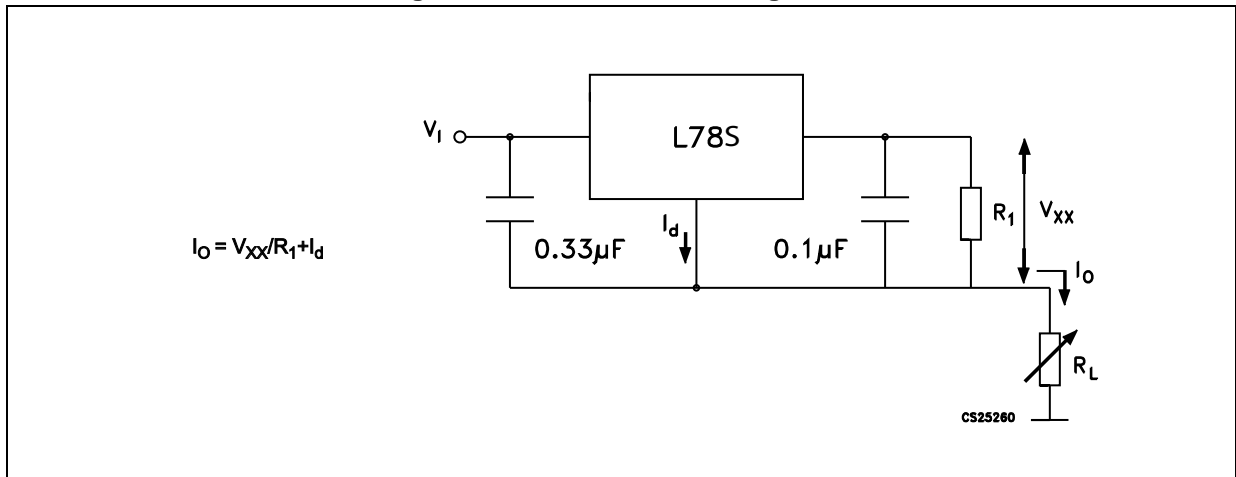 L78S
V_I
I_d
R_1
V_XX
0.33µF
0.1µF
I_O = V_XX/R_1+I_d
I_O
R_L
CS25260